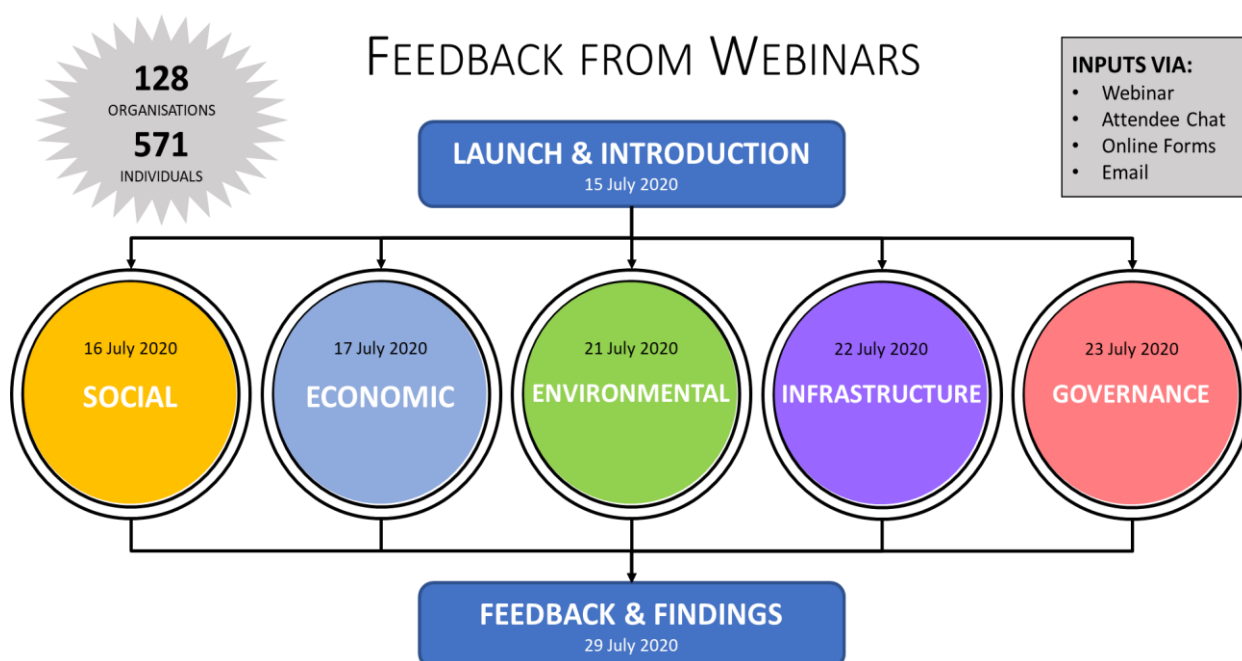 FEEDBACK FROM WEBINARS
128
ORGANISATIONS
571
INDIVIDUALS
INPUTS VIA:
• Webinar
• Attendee Chat
• Online Forms
• Email
LAUNCH & INTRODUCTION
15 July 2020
16 July 2020
SOCIAL
17 July 2020
ECONOMIC
21 July 2020
ENVIRONMENTAL
22 July 2020
INFRASTRUCTURE
23 July 2020
GOVERNANCE
FEEDBACK & FINDINGS
29 July 2020